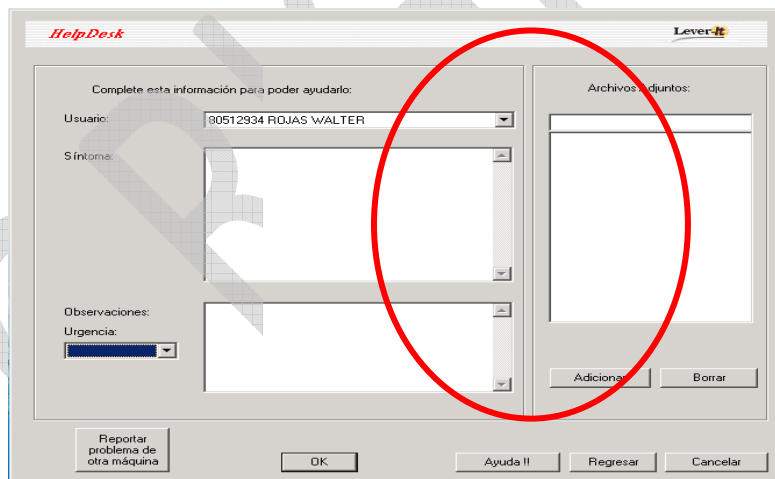 HelpDesk
Lever-it
Complete esta información para poder ayudarlo:
Archivos Adjuntos:
Usuario:
80512934 ROJAS WALTER
Síntoma:
Observaciones:
Urgencia:
Adicionar
Borrar
Reportar
problema de
otra máquina
OK
Ayuda !!
Regresar
Cancelar